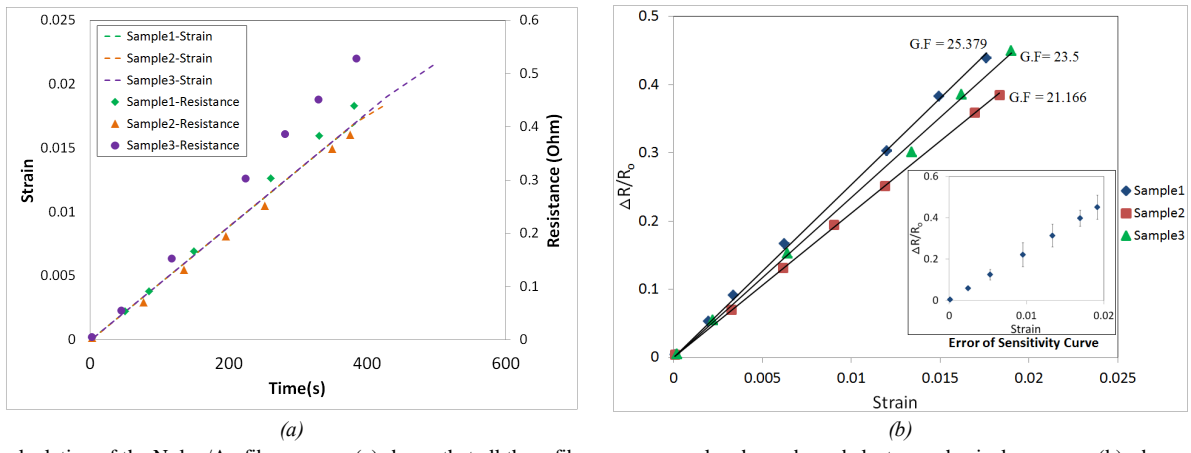 0.025
0.02
0.015
0.01
0.005
0
Strain
0.6
0.5
0.4
0.3
0.2
0.1
0
Resistance (Ohm)
Sample1-Strain
Sample2-Strain
Sample3-Strain
Sample1-Resistance
Sample2-Resistance
Sample3-Resistance
0 200 400 600
Time(s)
(a)
0.5
0.4
0.3
0.2
0.1
0
△R/R₀
G.F = 25.379
G.F= 23.5
G.F = 21.166
Sample1
Sample2
Sample3
0.6
0.4
0.2
0
△R/R₀
0 0.01 0.02
Strain
Error of Sensitivity Curve
0 0.005 0.01 0.015 0.02 0.025
Strain
(b)
of the (a) that all (b)